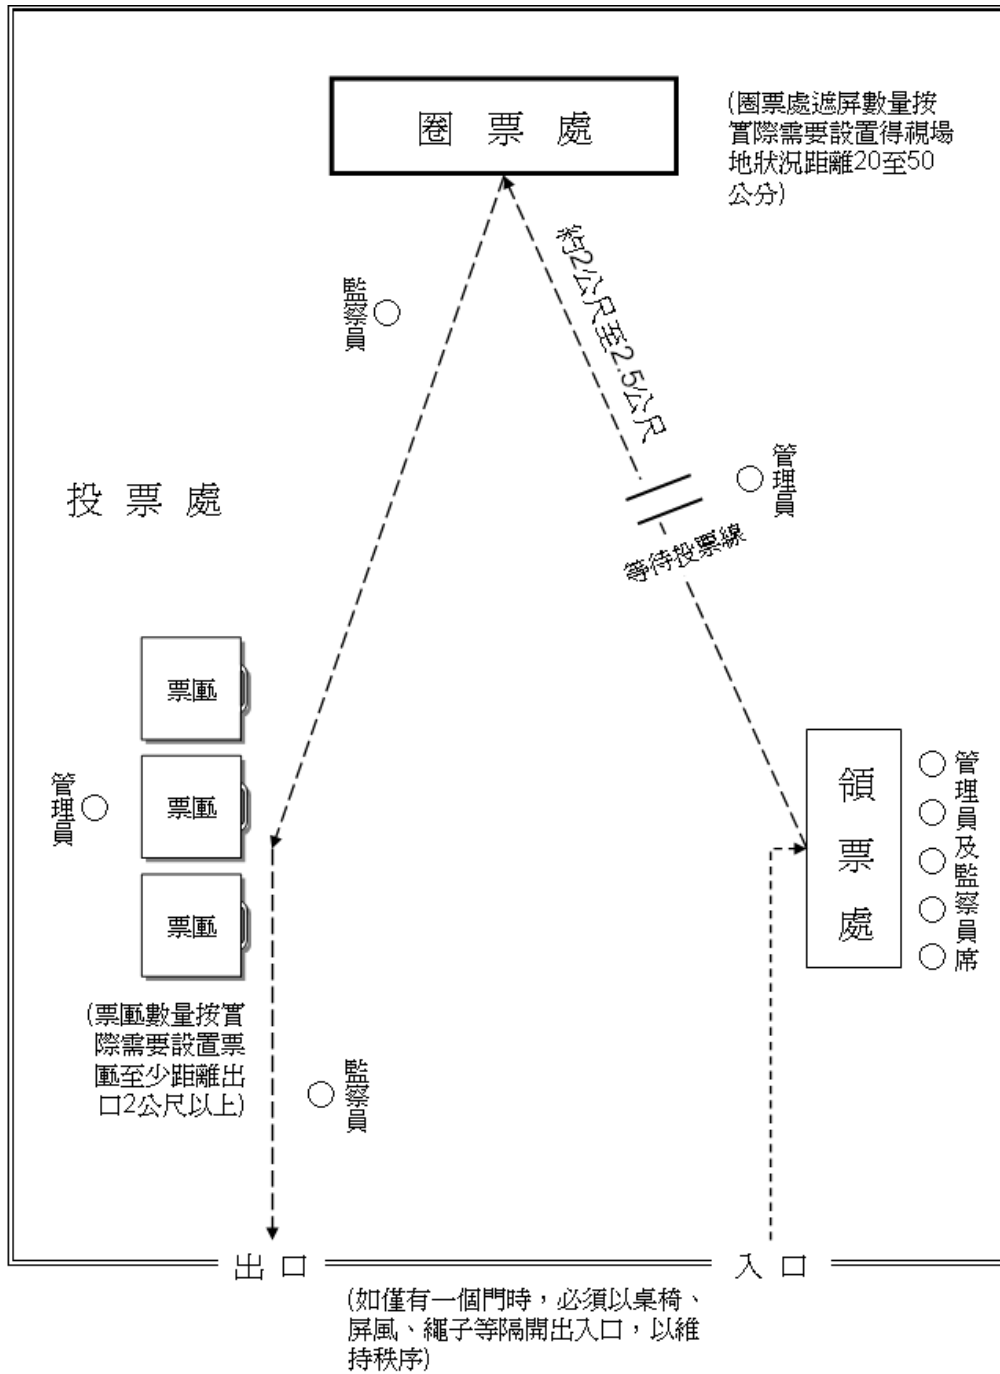 圈票處
(圈票處遮屏數量按
實際需要設置得視場
地狀況距離20至50
公分)
約2公尺至2.5公尺
監察員
管理員
等待投票線
投票處
票匭
票匭
票匭
管理員
領票處
管理員及監察員席
(票匭數量按實
際需要設置票
匭至少距離出
口2公尺以上)
監察員
出口
入口
(如僅有一個門時，必須以桌椅、
屏風、繩子等隔開出入口，以維
持秩序)